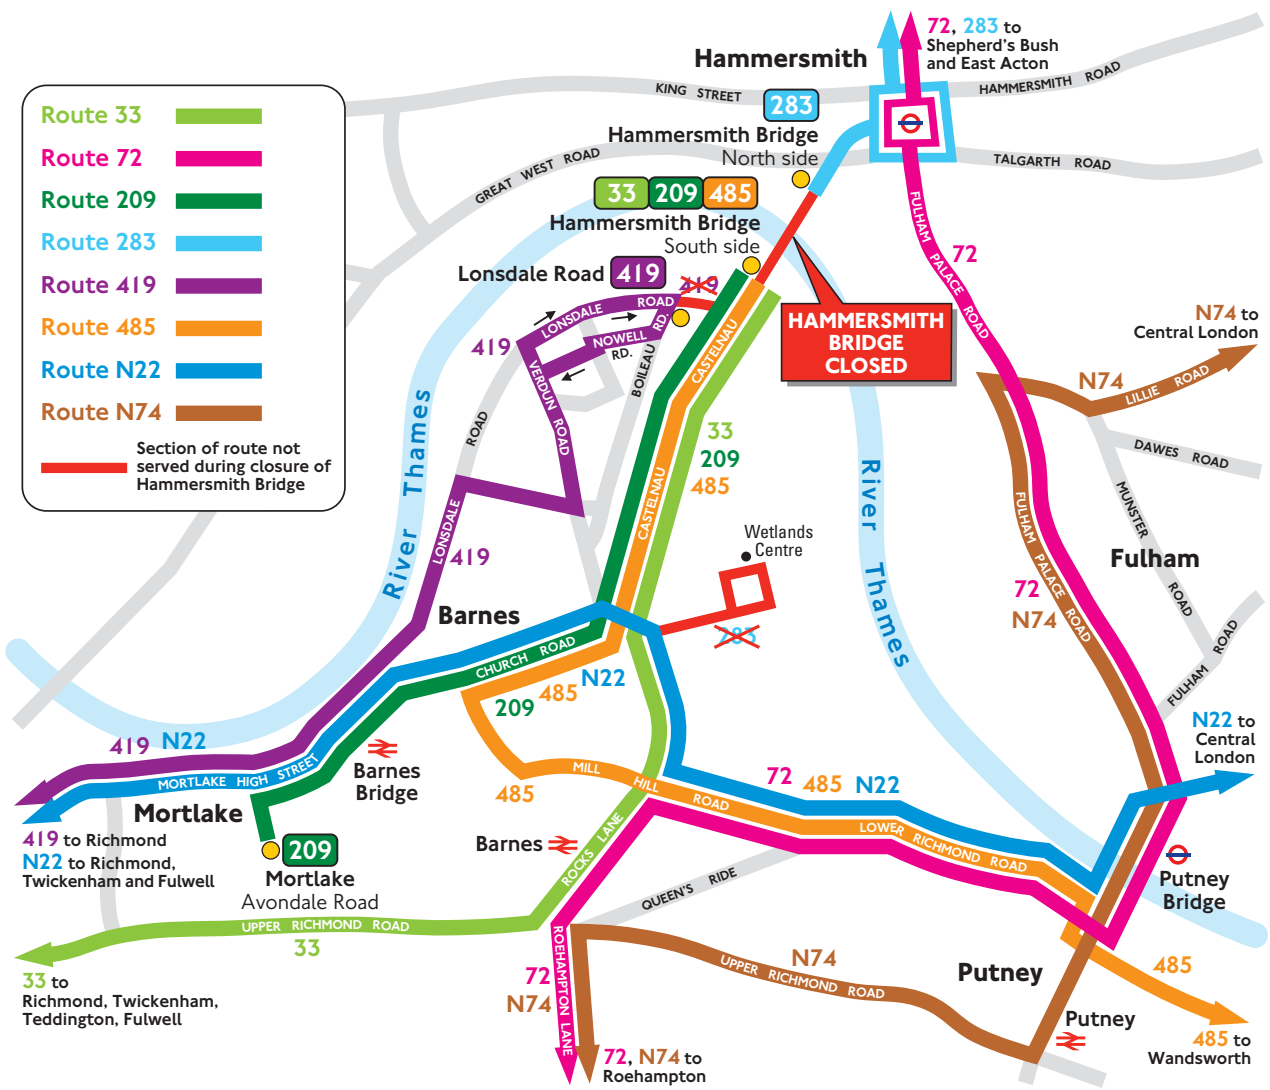 72, 283 to
Shepherd's Bush
and East Acton
Hammersmith
KING STREET
HAMMERSMITH ROAD
283
Hammersmith Bridge
North side
GREAT WEST ROAD
TALGARTH ROAD
Route 33
Route 72
Route 209
Route 283
Route 419
Route 485
Route N22
Route N74
Section of route not
served during closure of
Hammersmith Bridge
33 209 485
Hammersmith Bridge
South side
Lonsdale Road 419
419
LONSDALE ROAD
NOWELL
RD.
BOILEAU RD.
419
VERDUN ROAD
CASTELNAU
HAMMERSMITH
BRIDGE
CLOSED
FULHAM PALACE ROAD
72
N74 to
Central London
N74
LILLIE ROAD
DAWES ROAD
MUNSTER ROAD
Fulham
FULHAM ROAD
River Thames
River Thames
LONSDALE ROAD
419
33
209
485
CASTELNAU
Wetlands
Centre
283
FULHAM PALACE ROAD
72
N74
Barnes
CHURCH ROAD
N22
485
209
419 N22
MORTLAKE HIGH STREET
Barnes
Bridge
Mortlake
419 to Richmond
N22 to Richmond,
Twickenham and Fulwell
209
Mortlake
Avondale Road
485
MILL HILL ROAD
72 485 N22
LOWER RICHMOND ROAD
N22 to
Central
London
Barnes
ROCKS LANE
QUEEN'S RIDE
Putney
Bridge
UPPER RICHMOND ROAD
33
33 to
Richmond, Twickenham,
Teddington, Fulwell
72
N74
ROEHAMPTON LANE
N74
UPPER RICHMOND ROAD
Putney
485
Putney
485 to
Wandsworth
72, N74 to
Roehampton